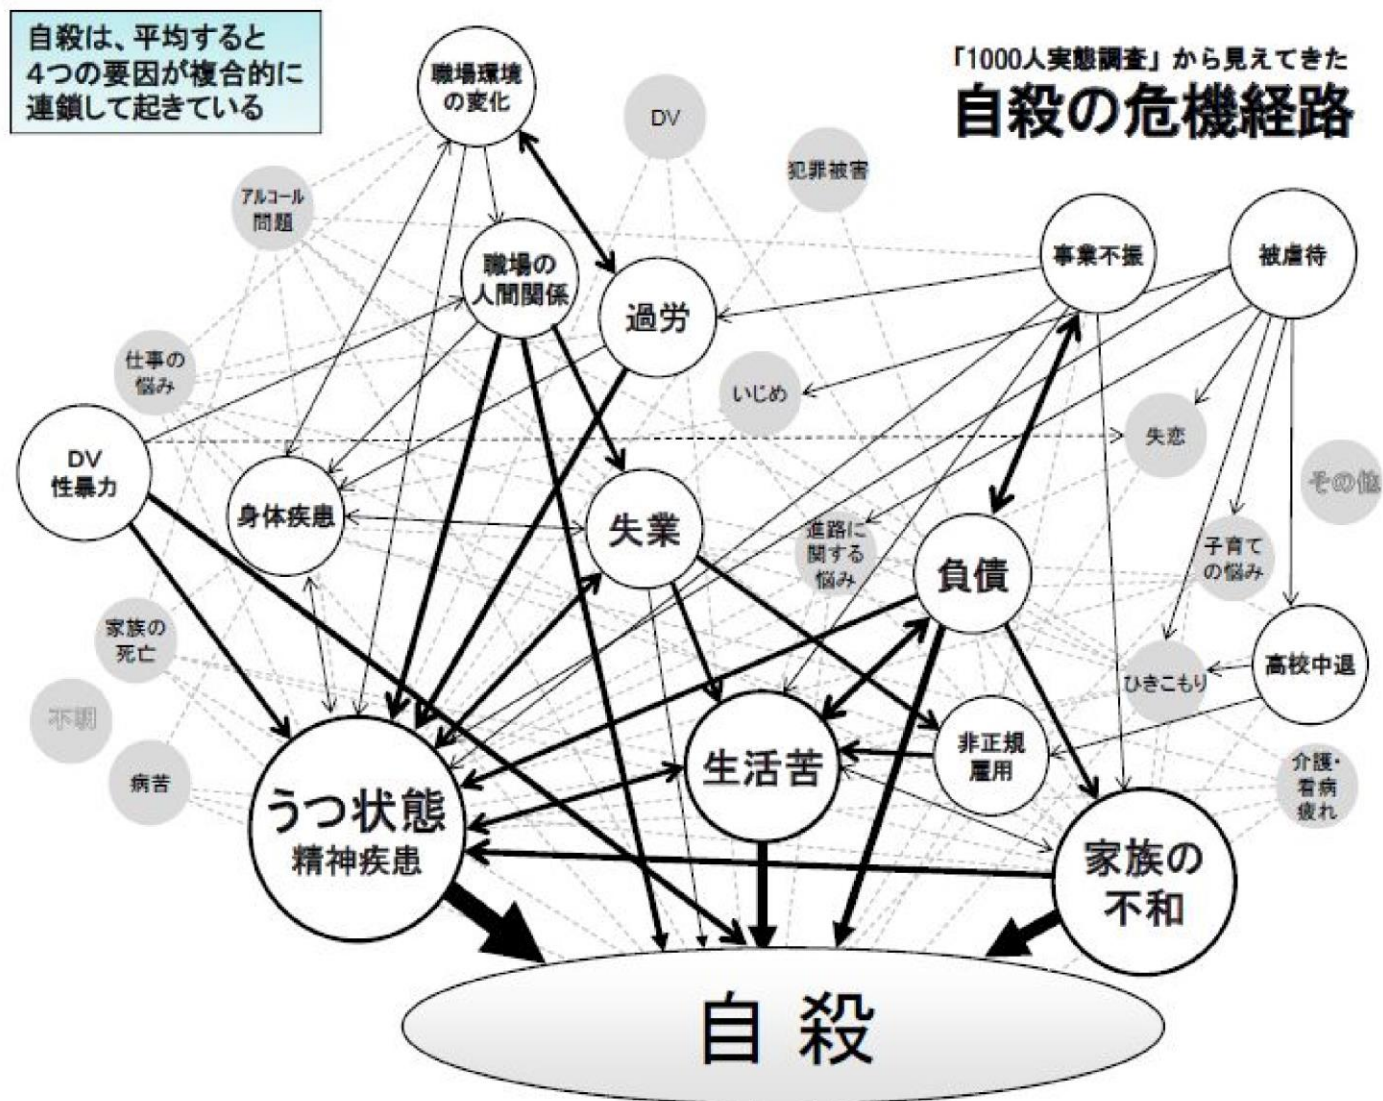 自殺は、平均すると
4つの要因が複合的に
連鎖して起きている
「1000人実態調査」から見えてきた
自殺の危機経路
職場環境
の変化
DV
犯罪被害
アルコール
問題
職場の
人間関係
過労
事業不振
被虐待
仕事の
悩み
いじめ
失恋
DV
性暴力
その他
身体疾患
失業
進路に
関する
悩み
負債
子育て
の悩み
家族の
死亡
高校中退
ひきこもり
不明
病苦
生活苦
非正規
雇用
介護・
看病
疲れ
うつ状態
精神疾患
家族の
不和
自殺